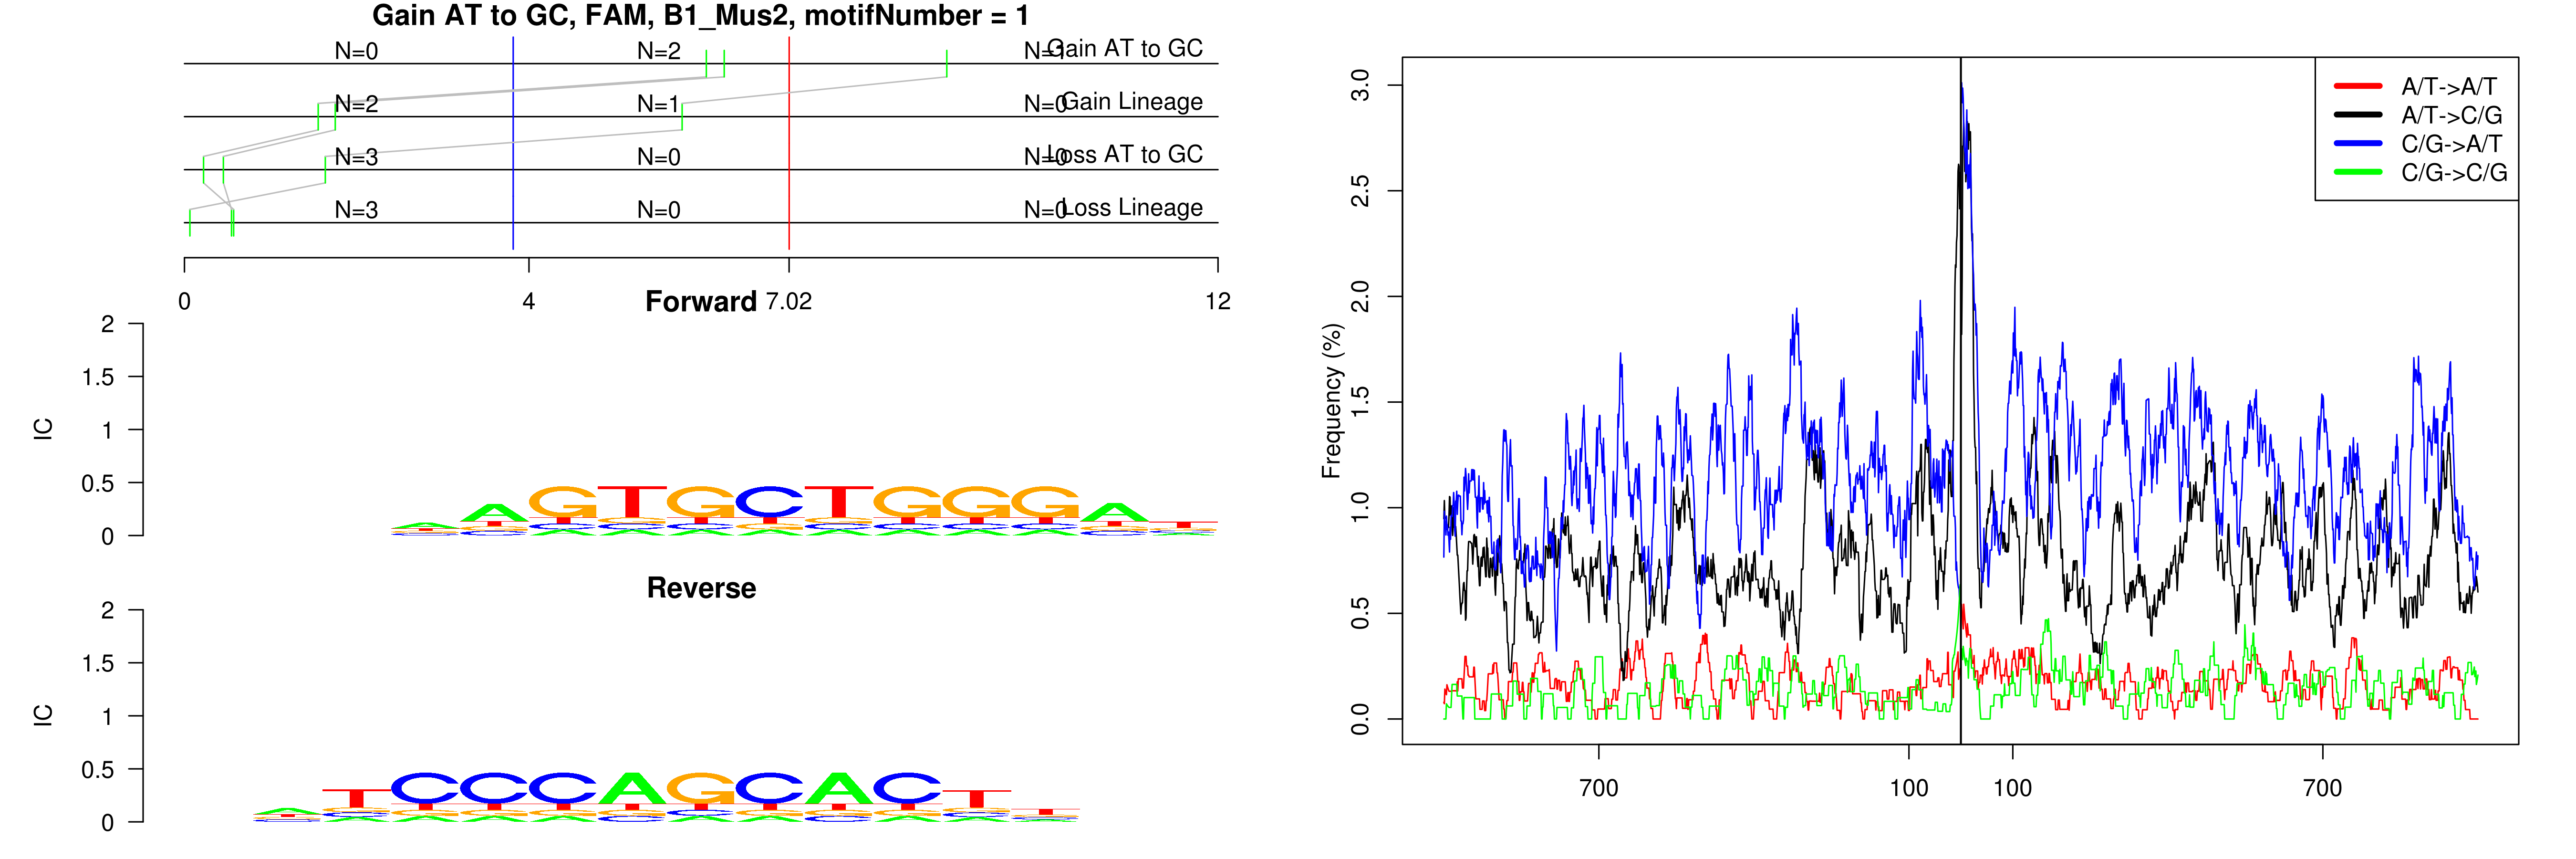 Gain AT to GC, FAM, B1_Mus2, motifNumber = 1
N=0 N=2 N=1 Gain AT to GC
N=2 N=1 N=0 Gain Lineage
N=3 N=0 N=0 Loss AT to GC
N=3 N=0 N=0 Loss Lineage
0 4 7.02 12
Forward
2
1.5
1
0.5
0
IC
AAGTGCTGGGAT
Reverse
2
1.5
1
0.5
0
IC
ATCCCAGCACTT
3.0
2.5
2.0
1.5
1.0
0.5
0.0
Frequency (%)
A/T->A/T
A/T->C/G
C/G->A/T
C/G->C/G
700 100 100 700